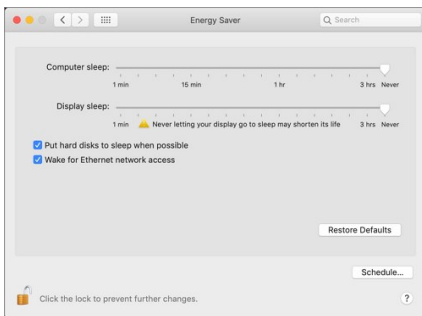 Energy Saver
Search
Computer sleep:
1 min 15 min 1 hr 3 hrs Never
Display sleep:
1 min Never letting your display go to sleep may shorten its life 3 hrs Never
Put hard disks to sleep when possible
Wake for Ethernet network access
Restore Defaults
Schedule...
Click the lock to prevent further changes.
?